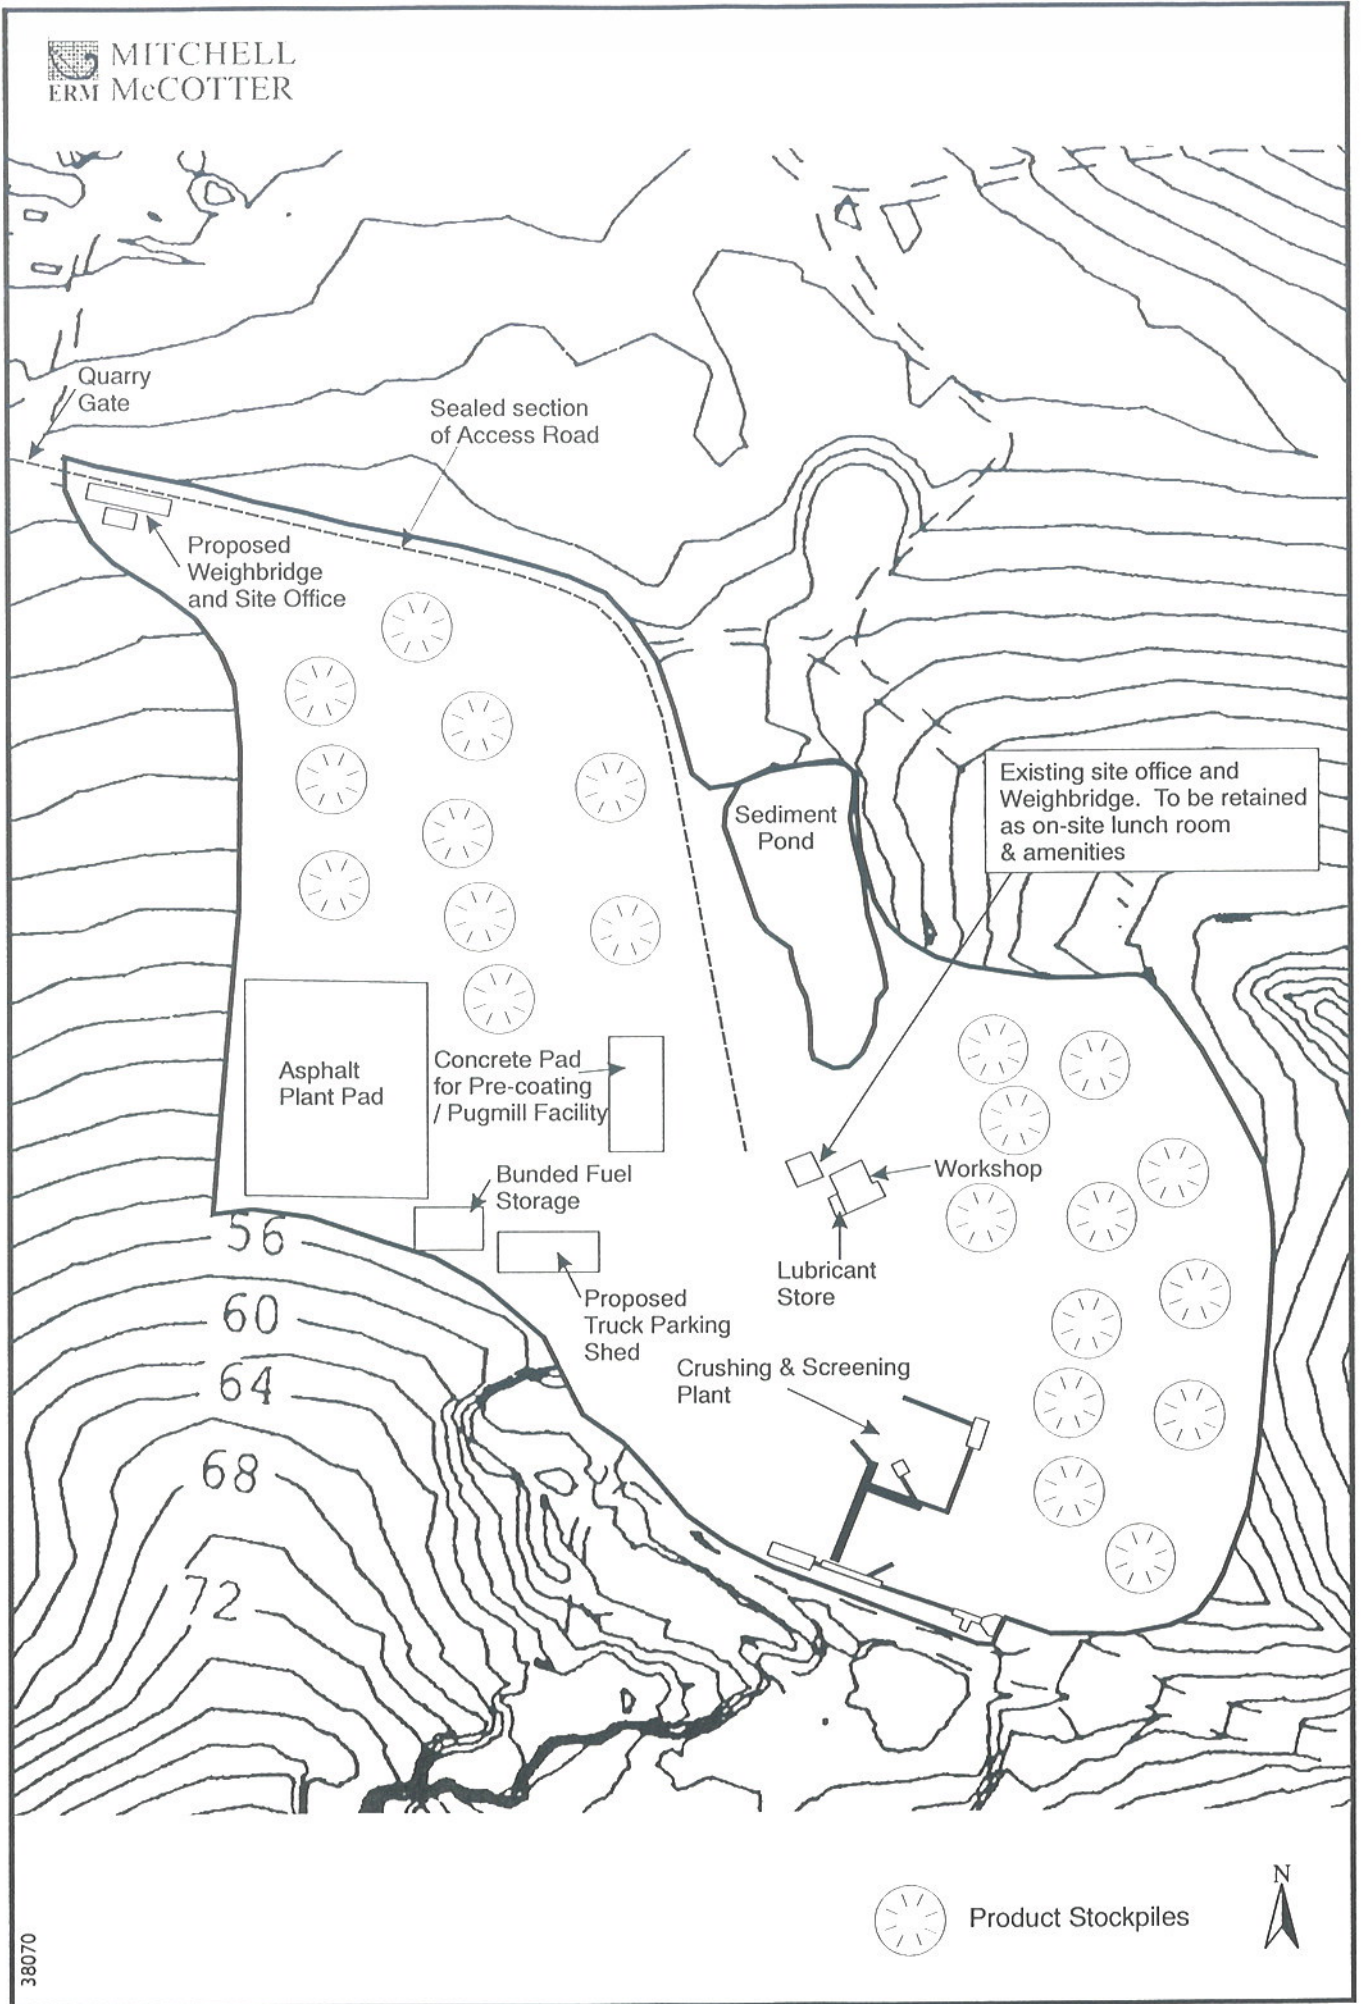 MITCHELL
ERM McCOTTER
Quarry
Gate
Sealed section
of Access Road
Proposed
Weighbridge
and Site Office
Existing site office and
Weighbridge. To be retained
as on-site lunch room
& amenities
Sediment
Pond
Asphalt
Plant Pad
Concrete Pad
for Pre-coating
/ Pugmill Facility
Bunded Fuel
Storage
Workshop
Lubricant
Store
Proposed
Truck Parking
Shed
Crushing & Screening
Plant
56
60
64
68
72
N
Product Stockpiles
38070